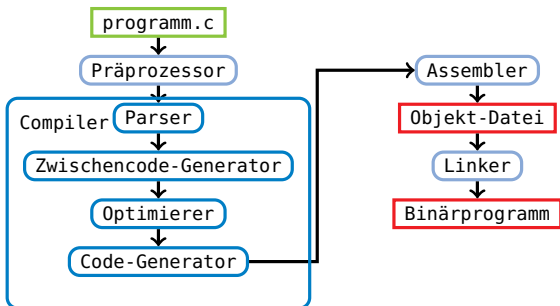 programm.c
Präprozessor
Compiler
Parser
Zwischencode-Generator
Optimierer
Code-Generator
Assembler
Objekt-Datei
Linker
Binärprogramm